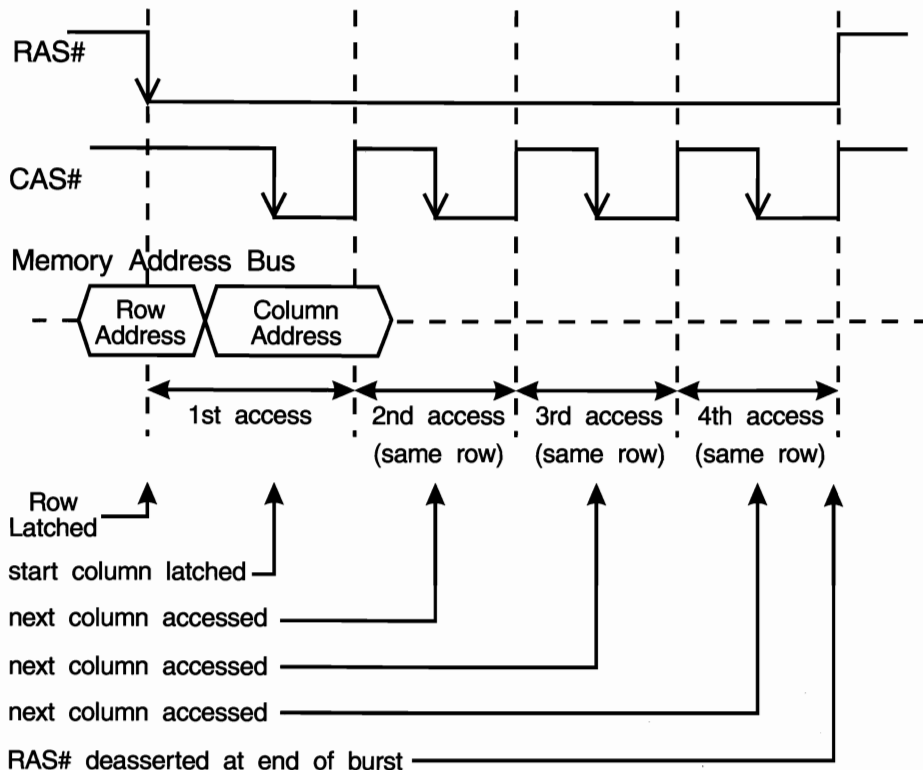 RAS#
CAS#
Memory Address Bus
Row
Address
Column
Address
1st access
2nd access
(same row)
3rd access
(same row)
4th access
(same row)
Row
Latched
start column latched
next column accessed
next column accessed
next column accessed
RAS# deasserted at end of burst